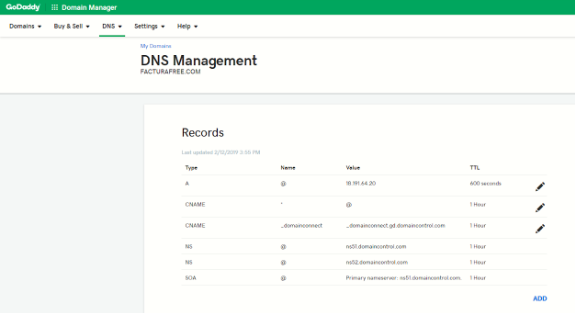 GoDaddy Domain Manager
Domains Buy & Sell DNS Settings Help
My Domains
DNS Management
FACTURAFREE.COM
Records
Last updated 2/12/2019 3:55 PM
Type Name Value TTL
A @ 18.191.66.20 600 seconds
CNAME * @ 1 Hour
CNAME _domainconnect _domainconnect.gd.domaincontrol.com 1 Hour
NS @ ns51.domaincontrol.com 1 Hour
NS @ ns52.domaincontrol.com 1 Hour
SOA @ Primary nameserver: ns51.domaincontrol.com. 1 Hour
ADD